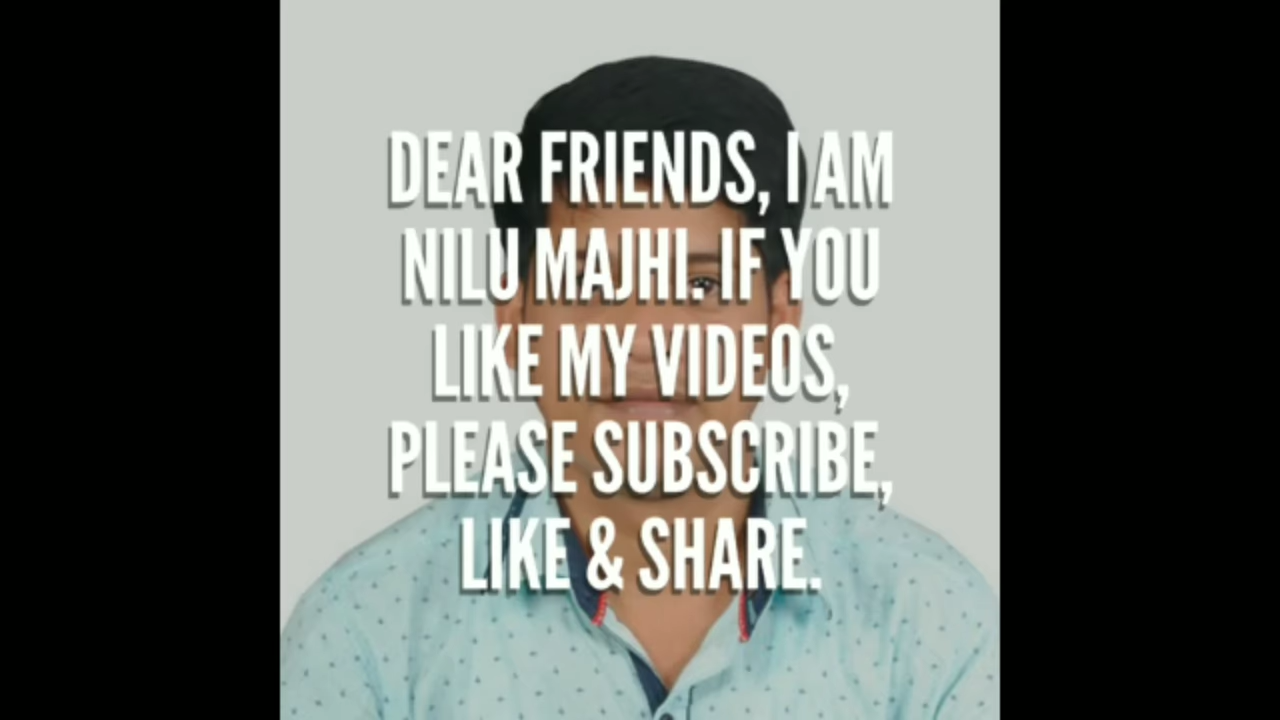 DEAR FRIENDS, I AM
NILU MAJHI. IF YOU
LIKE MY VIDEOS,
PLEASE SUBSCRIBE,
LIKE & SHARE.